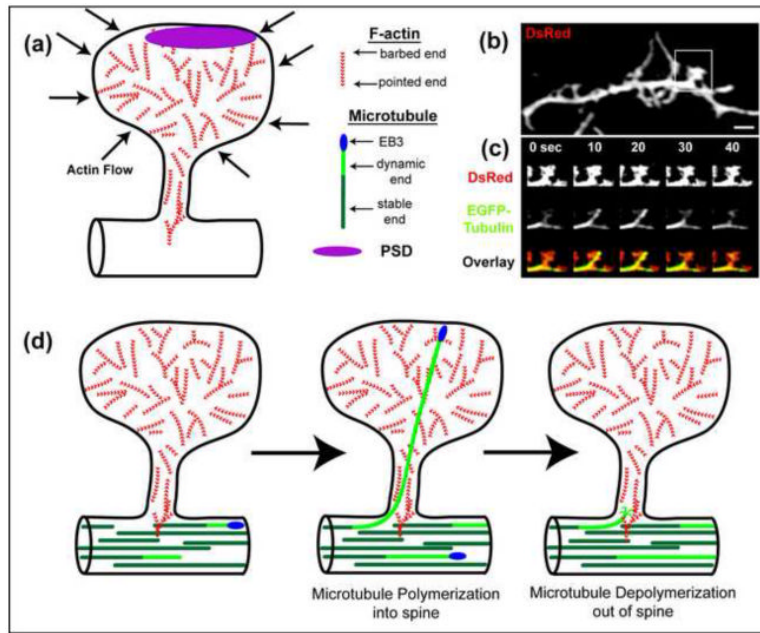 (a)
Actin Flow
F-actin
barbed end
pointed end
Microtubule
EB3
dynamic
end
stable
end
PSD
(b)
DsRed
(c)
0 sec 10 20 30 40
DsRed
EGFP-
Tubulin
Overlay
(d)
Microtubule Polymerization
into spine
Microtubule Depolymerization
out of spine